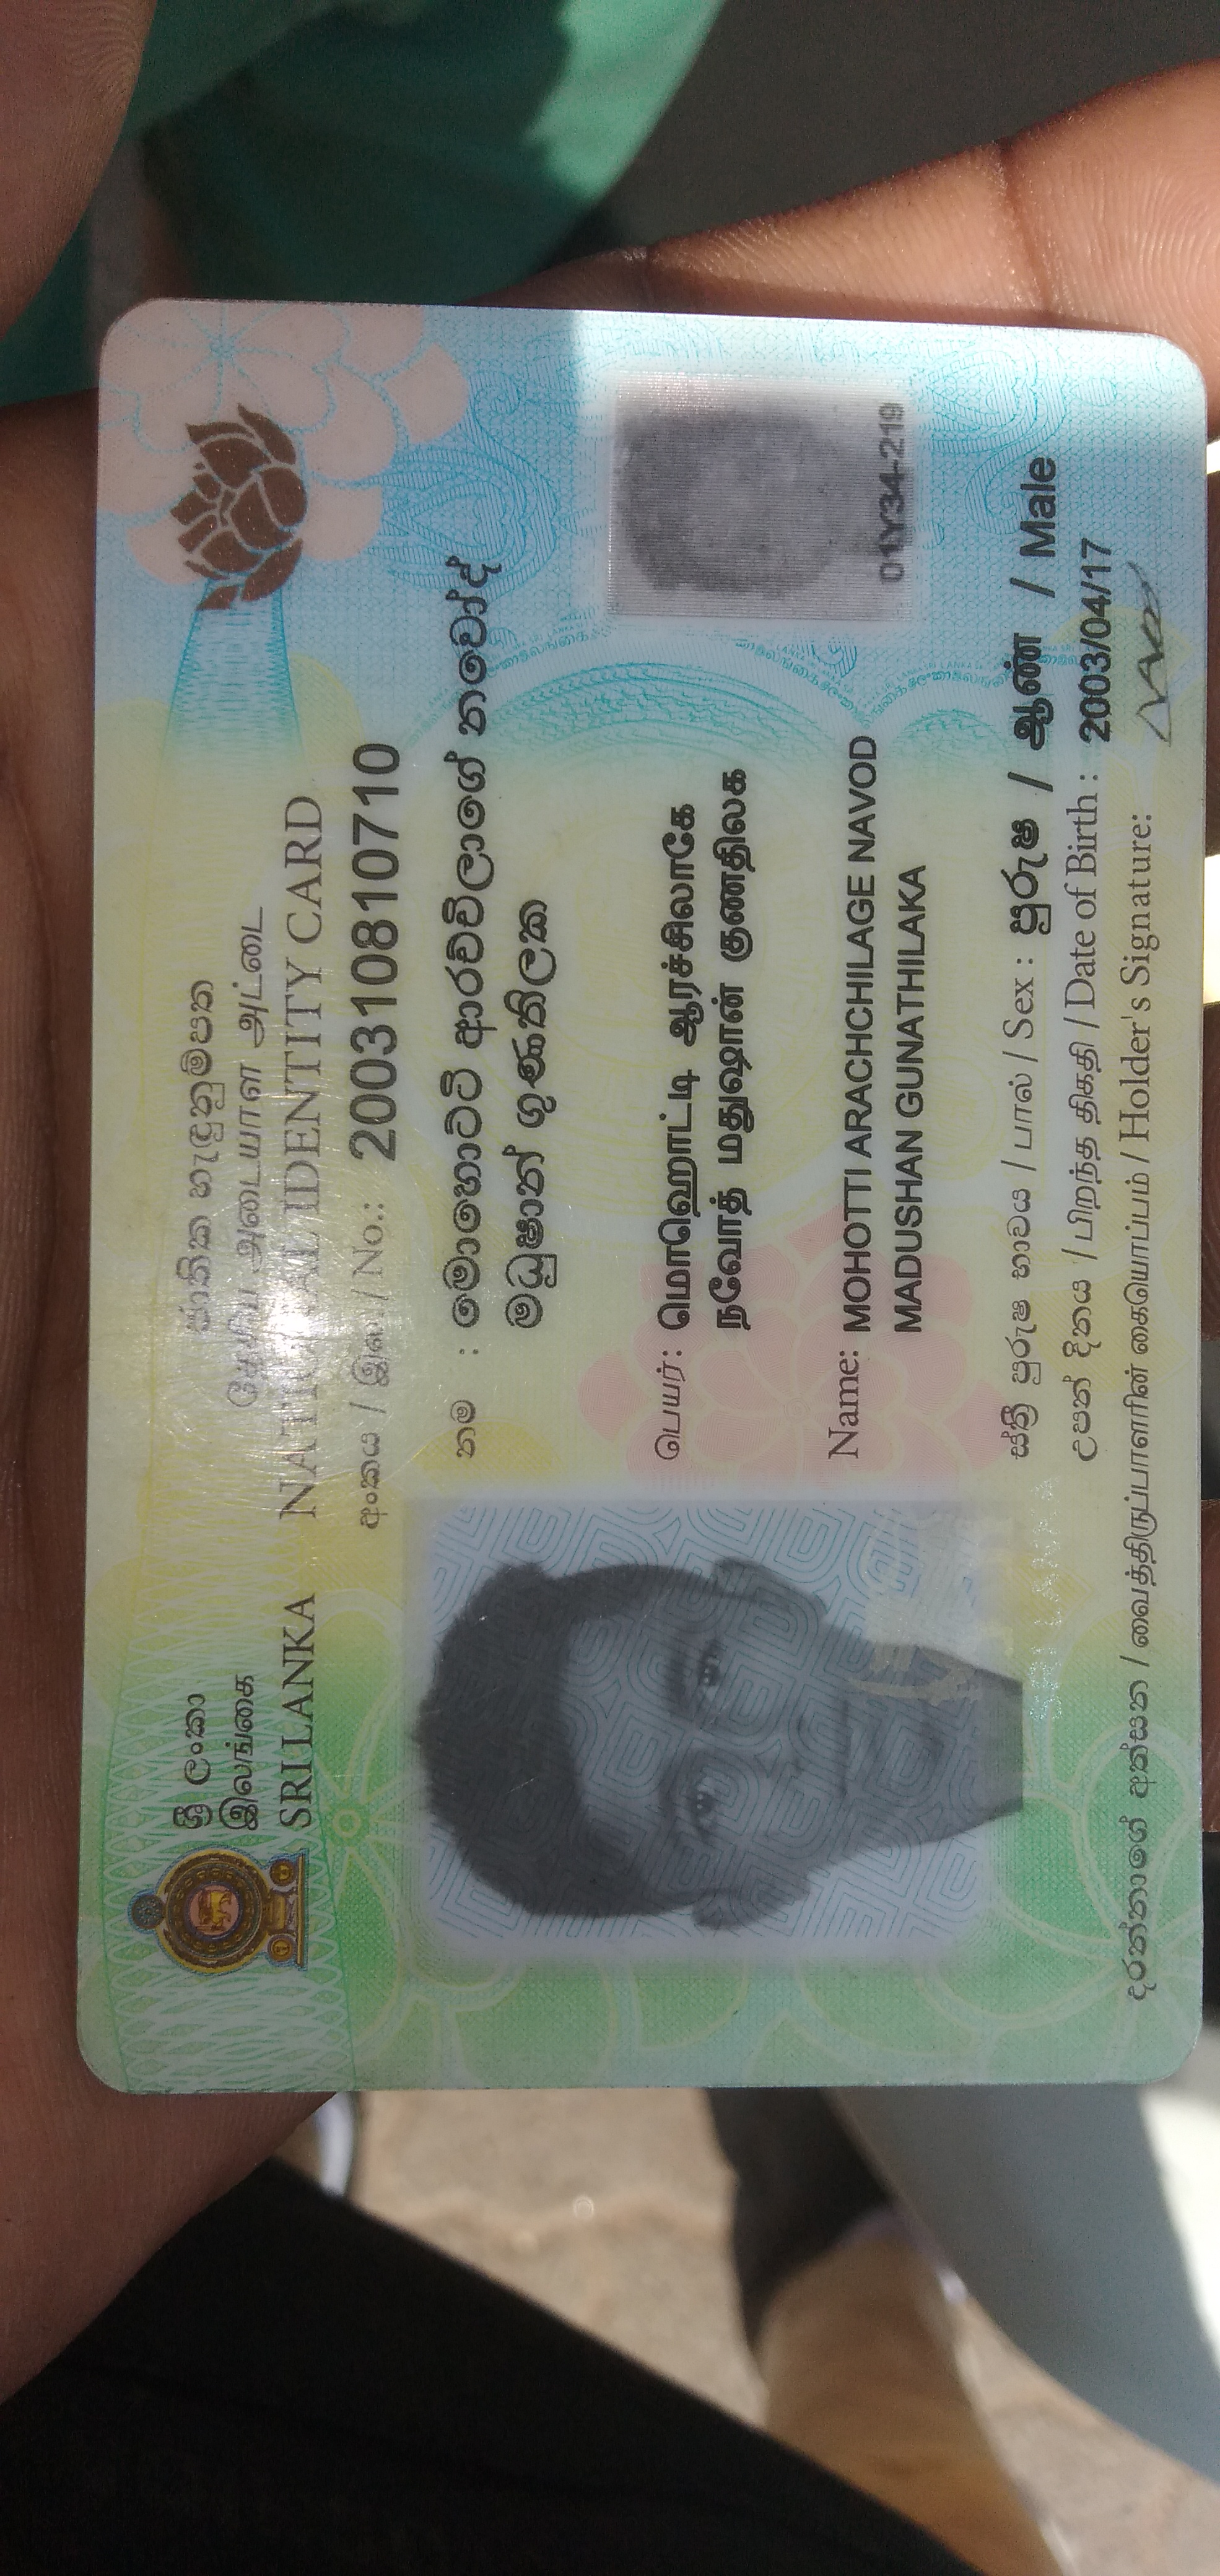 ශ්‍රී ලංකා
இலங்கை
SRI LANKA
ජාතික හැඳුනුම්පත
தேசிய அடையாள அட்டை
NATIONAL IDENTITY CARD
අංකය / இல. / No.: 200310810710
නම : මොහොට්ටි ආරච්චිලාගේ නවෝද්
මධුෂාන් ගුණතිලක
பெயர்: மொஹொட்டி ஆரச்சிலாகே
நவோத் மதுஷான் குணதிலக
Name: MOHOTTI ARACHCHILAGE NAVOD
MADUSHAN GUNATHILAKA
01Y34-219
ස්ත්‍රී පුරුෂ භාවය / பால் / Sex : පුරුෂ / ஆண் / Male
උපන් දිනය / பிறந்த திகதி / Date of Birth : 2003/04/17
දරන්නාගේ අත්සන / வைத்திருப்பாளரின் கையொப்பம் / Holder's Signature: